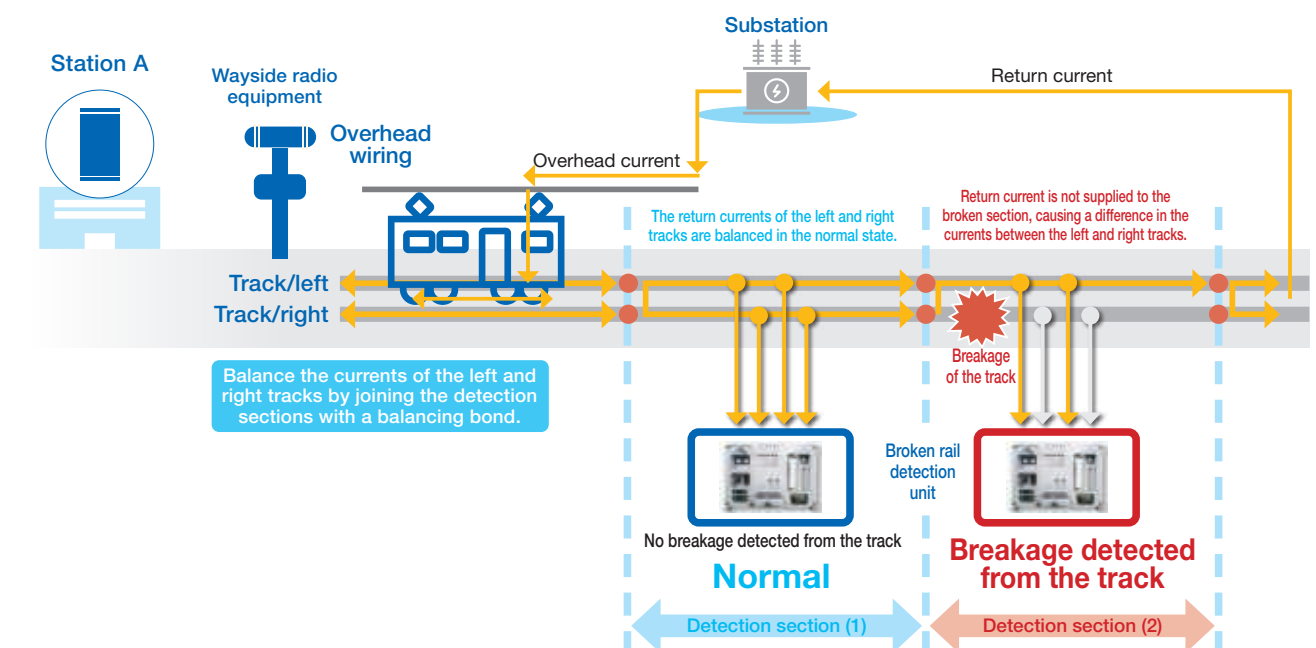 Substation
Station A
Wayside radio
equipment
Return current
Overhead
wiring
Overhead current
The return currents of the left and right
tracks are balanced in the normal state.
Return current is not supplied to the
broken section, causing a difference in the
currents between the left and right tracks.
Track/left
Track/right
Breakage
of the track
Balance the currents of the left and
right tracks by joining the detection
sections with a balancing bond.
Broken rail
detection
unit
No breakage detected from the track
Normal
Breakage detected
from the track
Detection section (1)
Detection section (2)